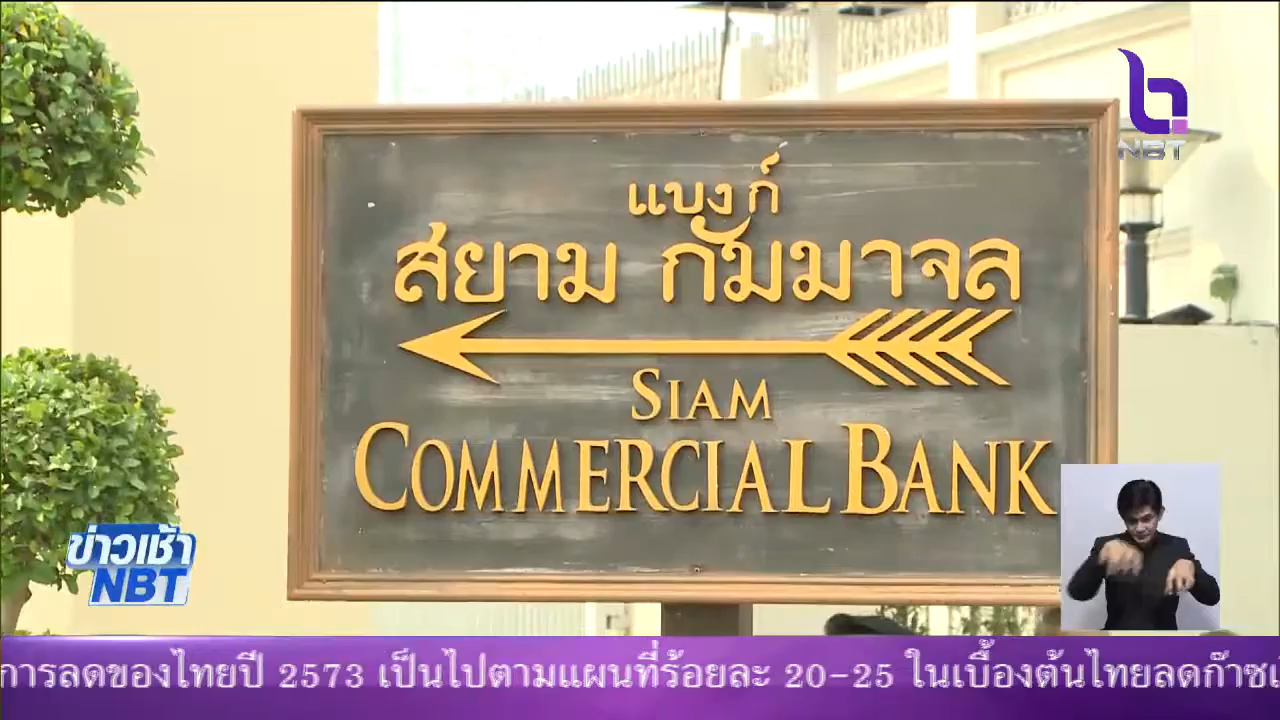 NBT
แบงก์
สยาม กัมมาจล
SIAM
COMMERCIAL BANK
ข่าวเช้า
NBT
การลดของไทยปี 2573 เป็นไปตามแผนที่ร้อยละ 20-25 ในเบื้องต้นไทยลดก๊าซ